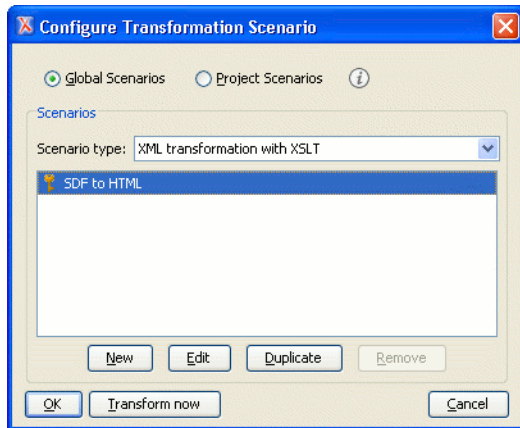 Configure Transformation Scenario
Global Scenarios Project Scenarios i
Scenarios
Scenario type: XML transformation with XSLT
SDF to HTML
New Edit Duplicate Remove
OK Transform now Cancel